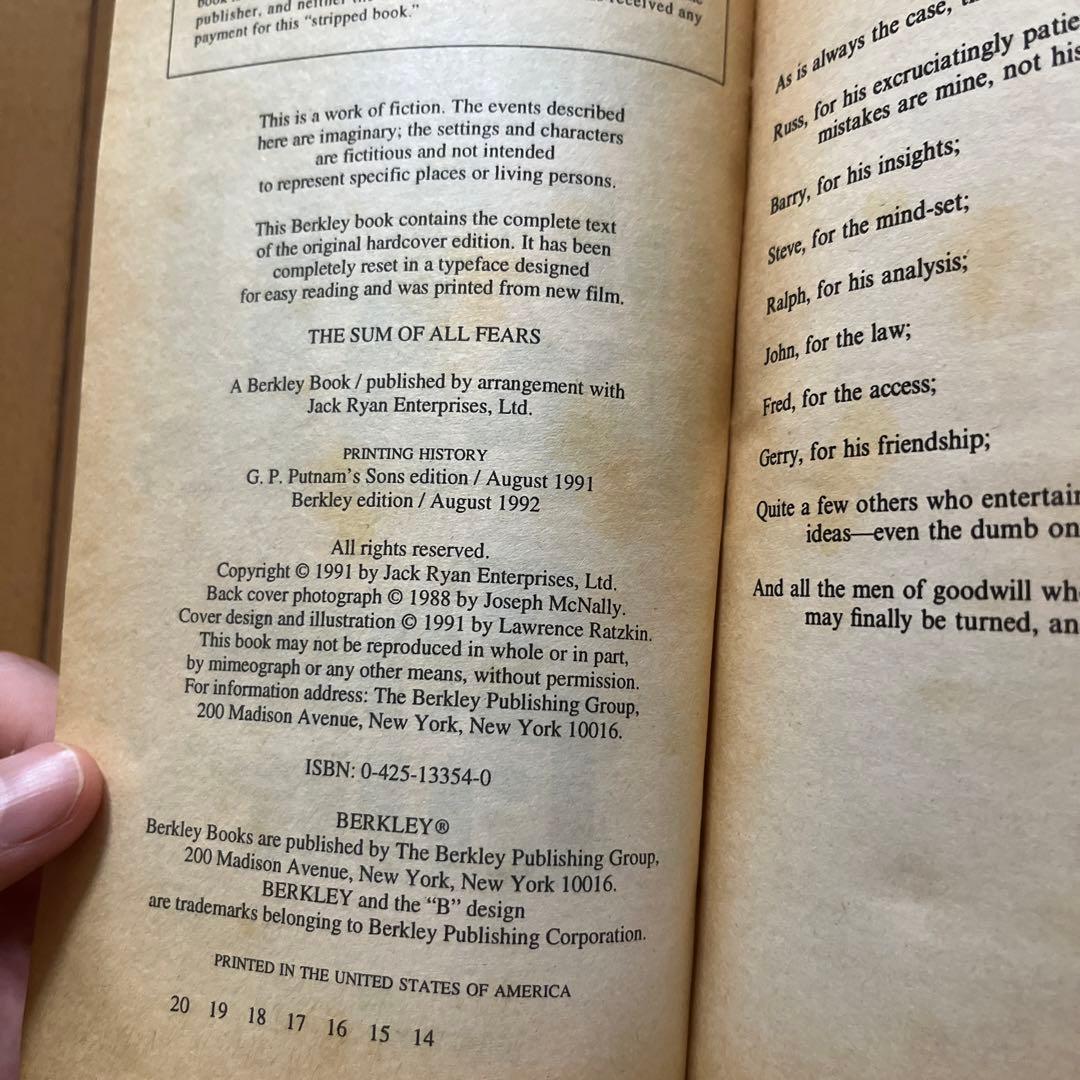 publisher, and
received any
payment for this “stripped book.”
This is a work of fiction. The events described
here are imaginary; the settings and characters
are fictitious and not intended
to represent specific places or living persons.
This Berkley book contains the complete text
of the original hardcover edition. It has been
completely reset in a typeface designed
for easy reading and was printed from new film.
THE SUM OF ALL FEARS
A Berkley Book / published by arrangement with
Jack Ryan Enterprises, Ltd.
PRINTING HISTORY
G. P. Putnam’s Sons edition / August 1991
Berkley edition / August 1992
All rights reserved.
Copyright © 1991 by Jack Ryan Enterprises, Ltd.
Back cover photograph © 1988 by Joseph McNally.
Cover design and illustration © 1991 by Lawrence Ratzkin.
This book may not be reproduced in whole or in part,
by mimeograph or any other means, without permission.
For information address: The Berkley Publishing Group,
200 Madison Avenue, New York, New York 10016.
ISBN: 0-425-13354-0
BERKLEY®
Berkley Books are published by The Berkley Publishing Group,
200 Madison Avenue, New York, New York 10016.
BERKLEY and the “B” design
are trademarks belonging to Berkley Publishing Corporation.
PRINTED IN THE UNITED STATES OF AMERICA
20 19 18 17 16 15 14
As is always the case,
Russ, for his excruciatingly
mistakes are mine, not his
Barry, for his insights;
Steve, for the mind-set;
Ralph, for his analysis;
John, for the law;
Fred, for the access;
Gerry, for his friendship;
Quite a few others who
ideas—even the dumb
And all the men of goodwill
may finally be turned,